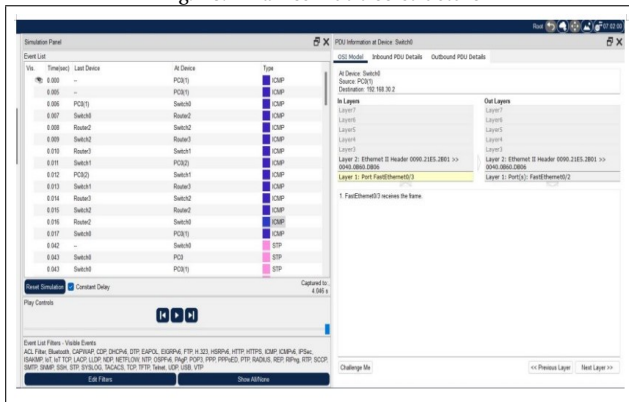 Root
07:02:00
Simulation Panel
Event List
Vis. Time(sec) Last Device At Device Type
0.000 -- PC0(1) ICMP
0.005 -- PC0(1) ICMP
0.006 PC0(1) Switch0 ICMP
0.007 Switch0 Router2 ICMP
0.008 Router2 Switch2 ICMP
0.009 Switch2 Router3 ICMP
0.010 Router3 Switch1 ICMP
0.011 Switch1 PC0(2) ICMP
0.012 PC0(2) Switch1 ICMP
0.013 Switch1 Router3 ICMP
0.014 Router3 Switch2 ICMP
0.015 Switch2 Router2 ICMP
0.016 Router2 Switch0 ICMP
0.017 Switch0 PC0(1) ICMP
0.042 -- Switch0 STP
0.043 Switch0 PC0 STP
0.043 Switch0 PC0(1) STP
Reset Simulation Constant Delay Captured to:
4.046 s
Play Controls
Event List Filters - Visible Events
ACL Filter, Bluetooth, CAPWAP, CDP, DHCPv6, DTP, EAPOL, EIGRPv6, FTP, H.323, HSRPv6, HTTP, HTTPS, ICMP, ICMPv6, IPSec,
ISAKMP, IoT, IoT TCP, LACP, LLDP, NDP, NETFLOW, NTP, OSPFv6, PAgP, POP3, PPP, PPPoED, PTP, RADIUS, REP, RIPng, RTP, SCCP,
SMTP, SNMP, SSH, STP, SYSLOG, TACACS, TCP, TFTP, Telnet, UDP, USB, VTP
Edit Filters Show All/None
PDU Information at Device: Switch0
OSI Model Inbound PDU Details Outbound PDU Details
At Device: Switch0
Source: PC0(1)
Destination: 192.168.30.2
In Layers Out Layers
Layer7 Layer7
Layer6 Layer6
Layer5 Layer5
Layer4 Layer4
Layer3 Layer3
Layer 2: Ethernet II Header 0090.21E5.2B01 >> Layer 2: Ethernet II Header 0090.21E5.2B01 >>
0040.0B60.DB06 0040.0B60.DB06
Layer 1: Port FastEthernet0/3 Layer 1: Port(s): FastEthernet0/2
1. FastEthernet0/3 receives the frame.
Challenge Me << Previous Layer Next Layer >>